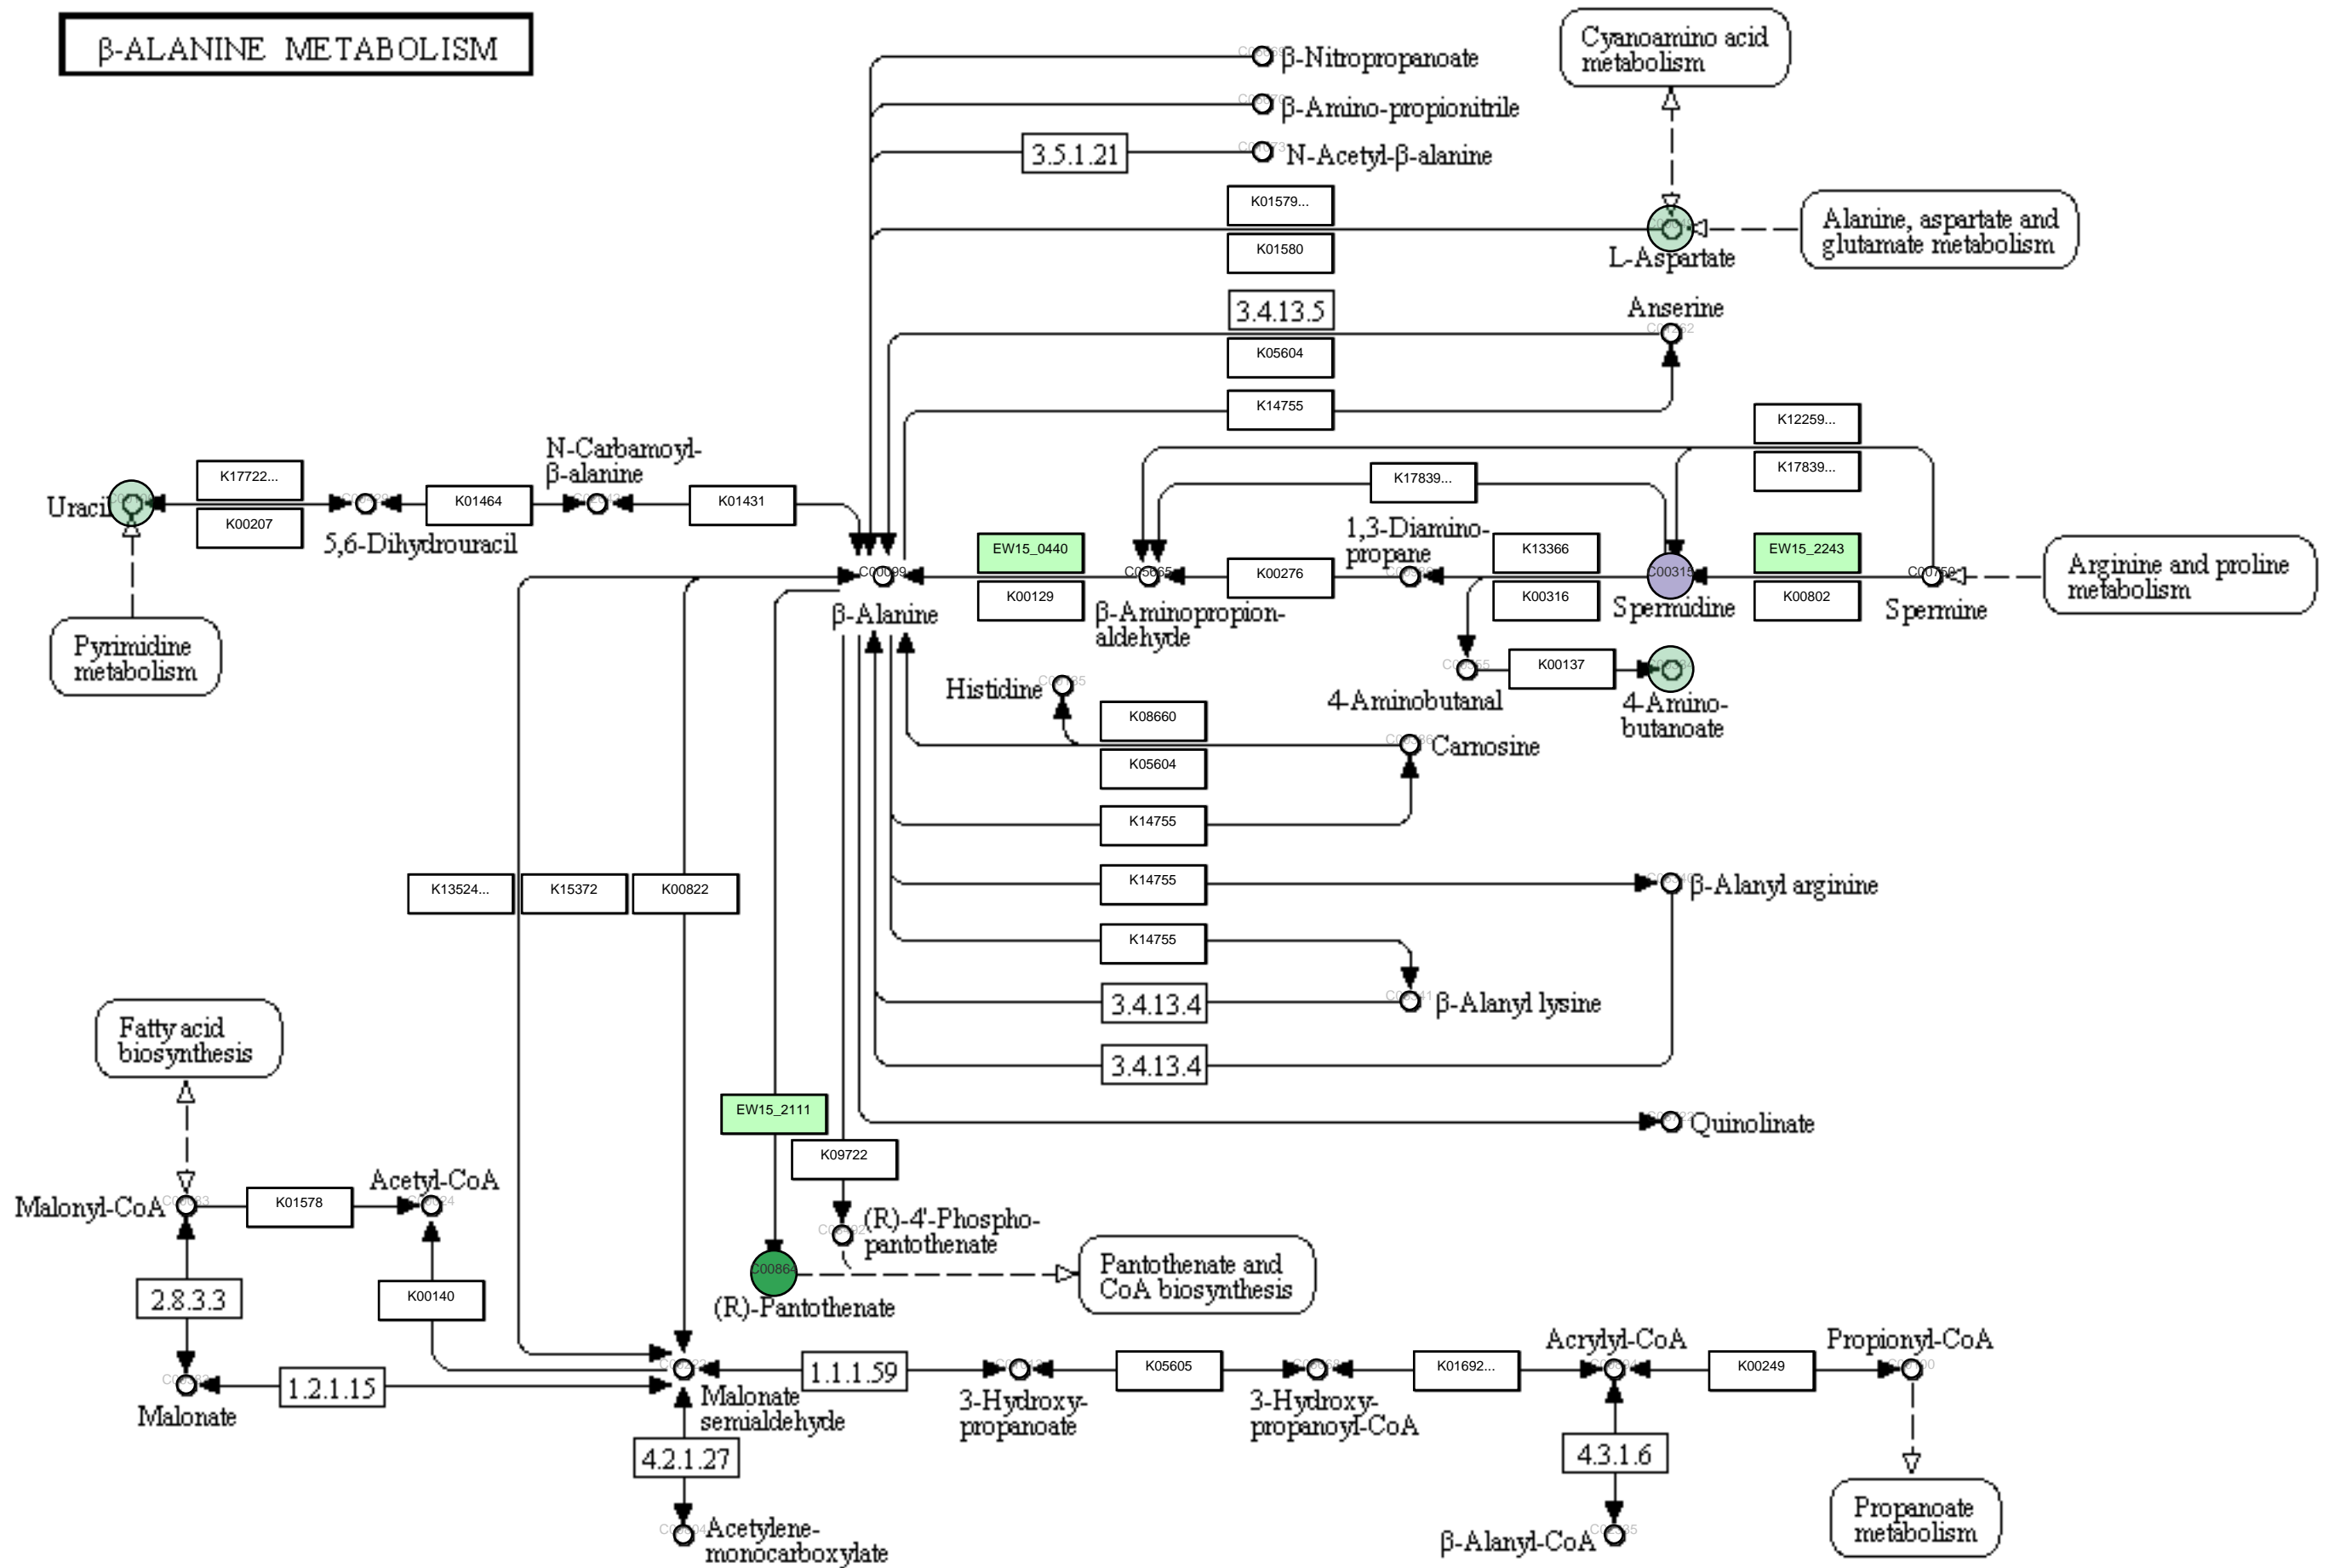 β-ALANINE METABOLISM
β-Nitropropanoate
β-Amino-propionitrile
3.5.1.21
N-Acetyl-β-alanine
Cyanoamino acid
metabolism
K01579...
K01580
L-Aspartate
Alanine, aspartate and
glutamate metabolism
3.4.13.5
K05604
Anserine
K14755
K12259...
K17839...
K17839...
Uracil
K17722...
K00207
5,6-Dihydrouracil
K01464
N-Carbamoyl-
β-alanine
K01431
Pyrimidine
metabolism
C00099
β-Alanine
EW15_0440
K00129
β-Aminopropion-
aldehyde
K00276
1,3-Diamino-
propane
K13366
K00316
C00315
Spermidine
EW15_2243
K00802
Spermine
Arginine and proline
metabolism
4-Aminobutanal
K00137
4-Amino-
butanoate
Histidine
K08660
K05604
Carnosine
K14755
K14755
β-Alanyl arginine
K14755
3.4.13.4
β-Alanyl lysine
3.4.13.4
K13524...
K15372
K00822
EW15_2111
K09722
Quinolinate
Fatty acid
biosynthesis
Malonyl-CoA
K01578
Acetyl-CoA
2.8.3.3
K00140
(R)-4'-Phospho-
pantothenate
C00864
(R)-Pantothenate
Pantothenate and
CoA biosynthesis
Malonate
1.2.1.15
Malonate
semialdehyde
1.1.1.59
3-Hydroxy-
propanoate
K05605
3-Hydroxy-
propanoyl-CoA
K01692...
Acrylyl-CoA
K00249
Propionyl-CoA
4.2.1.27
Acetylene-
monocarboxylate
4.3.1.6
β-Alanyl-CoA
Propanoate
metabolism